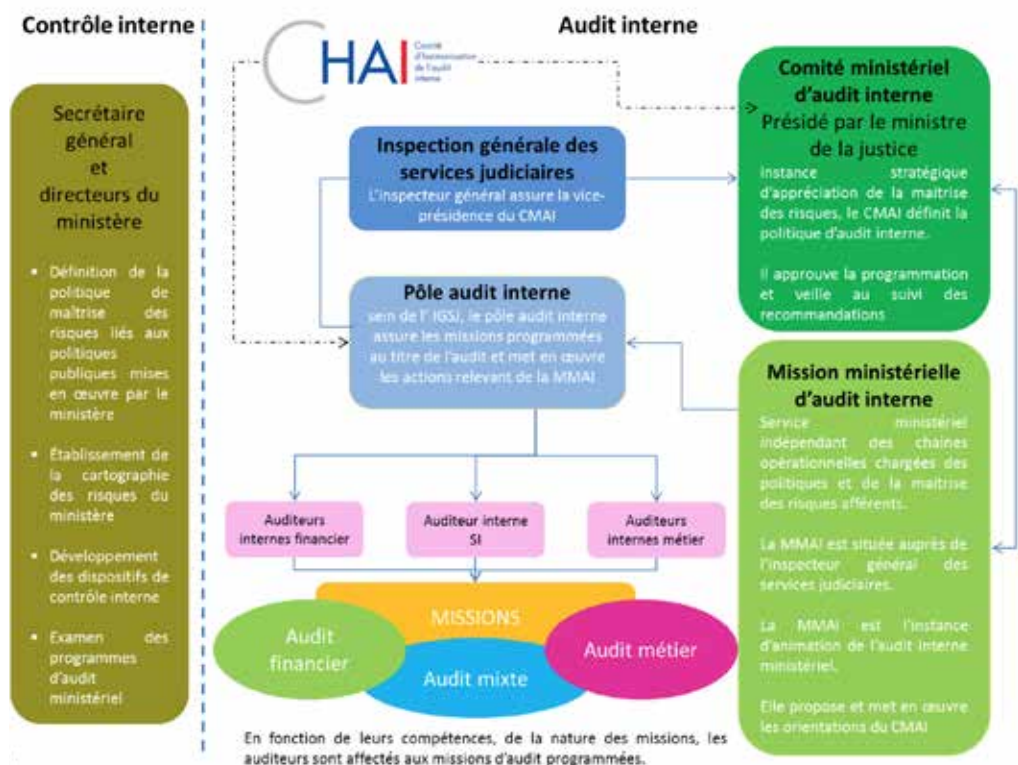 Contrôle interne
Secrétaire
général
et
directeurs du
ministère
▪ Définition de la
politique de
maîtrise des
risques liés aux
politiques
publiques mises
en œuvre par le
ministère
▪ Établissement de
la cartographie
des risques du
ministère
▪ Développement
des dispositifs de
contrôle interne
▪ Examen des
programmes
d'audit
ministériel
Audit interne
CHAI
Comité
d'harmonisation
de l'audit
interne
Inspection générale des
services judiciaires
L'inspecteur général assure la vice-
présidence du CMAI
Pôle audit interne
sein de l' IGSJ, le pôle audit interne
assure les missions programmées
au titre de l'audit et met en œuvre
les actions relevant de la MMAI
Auditeurs
internes financier
Auditeur interne
SI
Auditeurs
internes métier
MISSIONS
Audit
financier
Audit mixte
Audit métier
En fonction de leurs compétences, de la nature des missions, les
auditeurs sont affectés aux missions d'audit programmées.
Comité ministériel
d'audit interne
Présidé par le ministre
de la justice
Instance stratégique
d'appréciation de la maitrise
des risques, le CMAI définit la
politique d'audit interne.
Il approuve la programmation
et veille au suivi des
recommandations
Mission ministérielle
d'audit interne
Service ministériel
indépendant des chaines
opérationnelles chargées des
politiques et de la maitrise
des risques afférents.
La MMAI est située auprès de
l'inspecteur général des
services judiciaires.
La MMAI est l'instance
d'animation de l'audit interne
ministériel.
Elle propose et met en œuvre
les orientations du CMAI